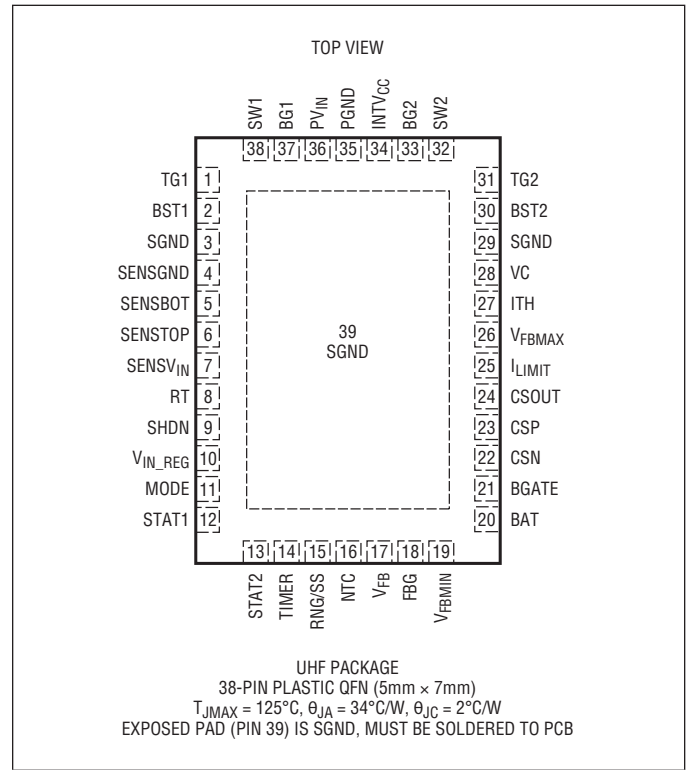 TOP VIEW
SW1 BG1 PVIN PGND INTVCC BG2 SW2
38 37 36 35 34 33 32
TG1 1
BST1 2
SGND 3
SENSGND 4
SENSBOT 5
SENSTOP 6
SENSVIN 7
RT 8
SHDN 9
VIN_REG 10
MODE 11
STAT1 12
39
SGND
31 TG2
30 BST2
29 SGND
28 VC
27 ITH
26 VFBMAX
25 ILIMIT
24 CSOUT
23 CSP
22 CSN
21 BGATE
20 BAT
13 14 15 16 17 18 19
STAT2 TIMER RNG/SS NTC VFB FBG VFBMIN
UHF PACKAGE
38-PIN PLASTIC QFN (5mm × 7mm)
TJMAX = 125°C, θJA = 34°C/W, θJC = 2°C/W
EXPOSED PAD (PIN 39) IS SGND, MUST BE SOLDERED TO PCB